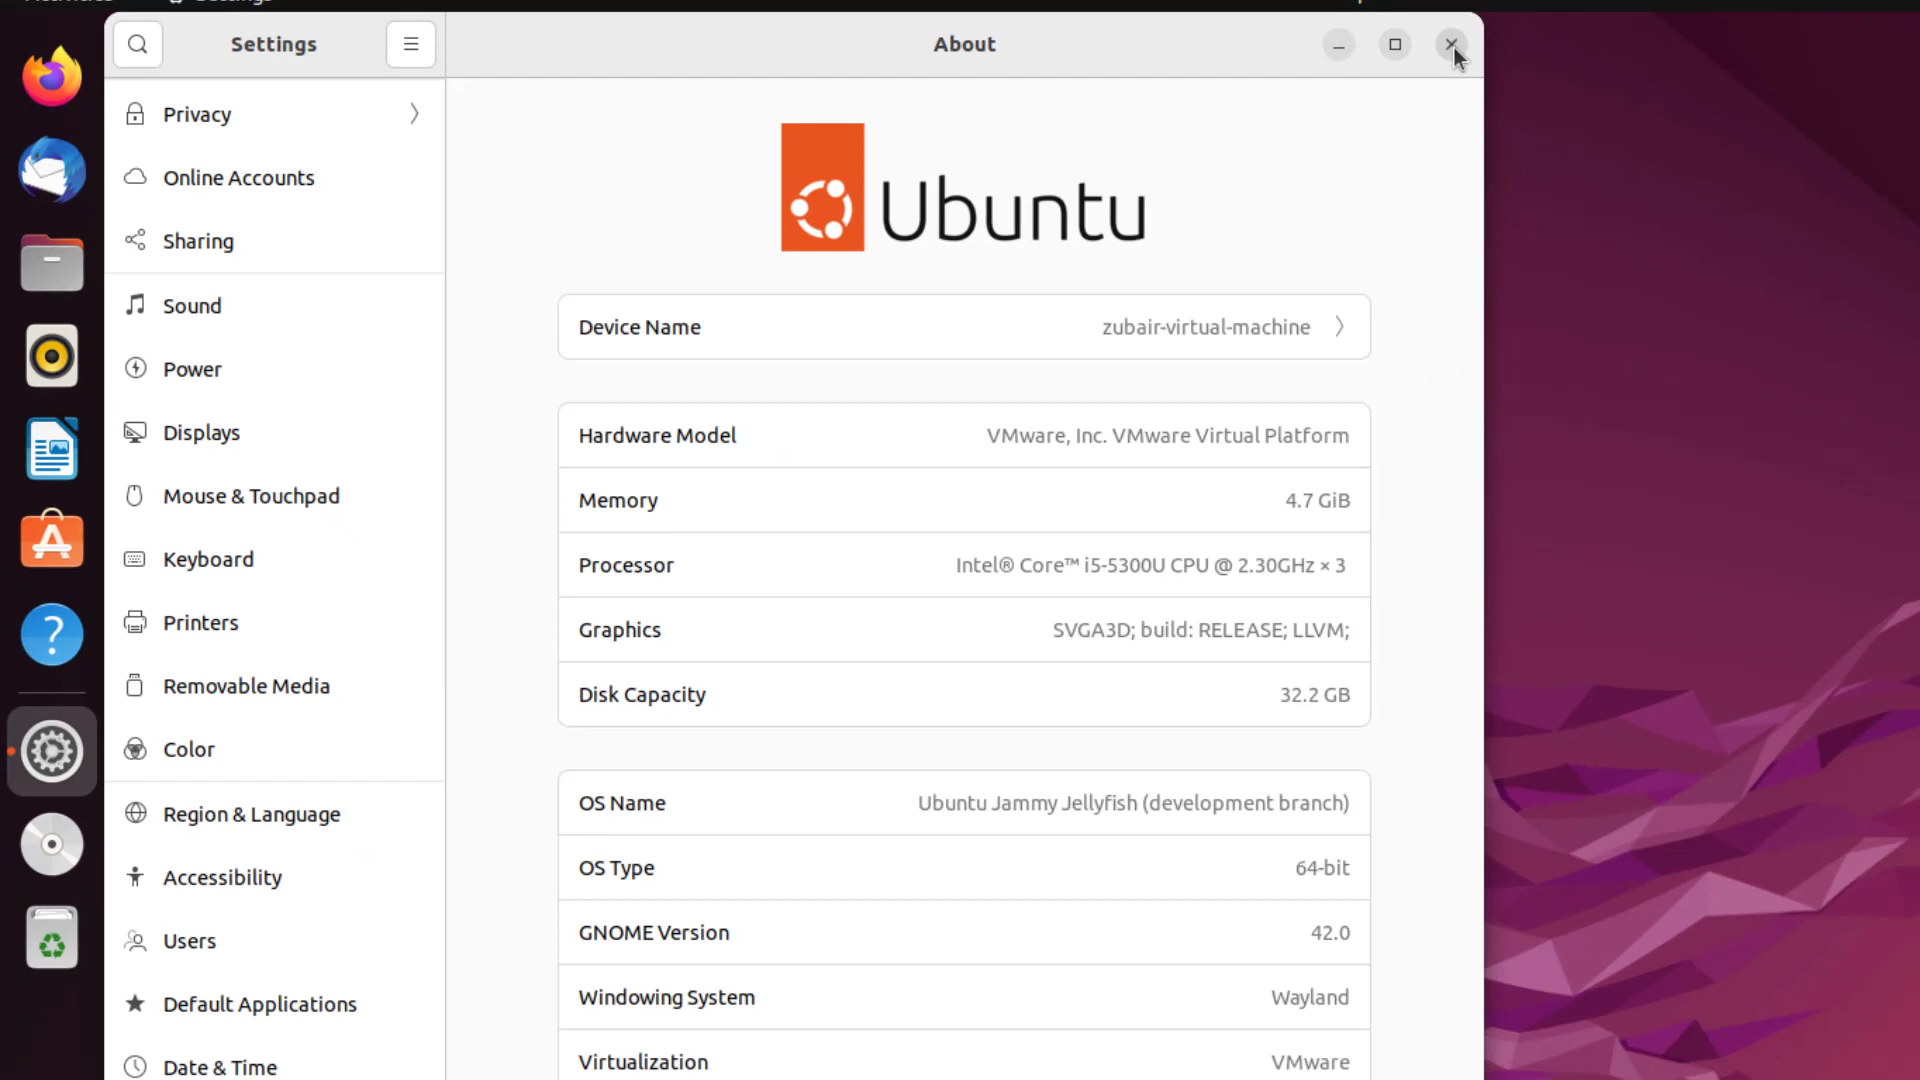 Settings
About
Privacy
Online Accounts
Sharing
Sound
Power
Displays
Mouse & Touchpad
Keyboard
Printers
Removable Media
Color
Region & Language
Accessibility
Users
Default Applications
Date & Time
Ubuntu
Device Name zubair-virtual-machine
Hardware Model VMware, Inc. VMware Virtual Platform
Memory 4.7 GiB
Processor Intel® Core™ i5-5300U CPU @ 2.30GHz × 3
Graphics SVGA3D; build: RELEASE; LLVM;
Disk Capacity 32.2 GB
OS Name Ubuntu Jammy Jellyfish (development branch)
OS Type 64-bit
GNOME Version 42.0
Windowing System Wayland
Virtualization VMware